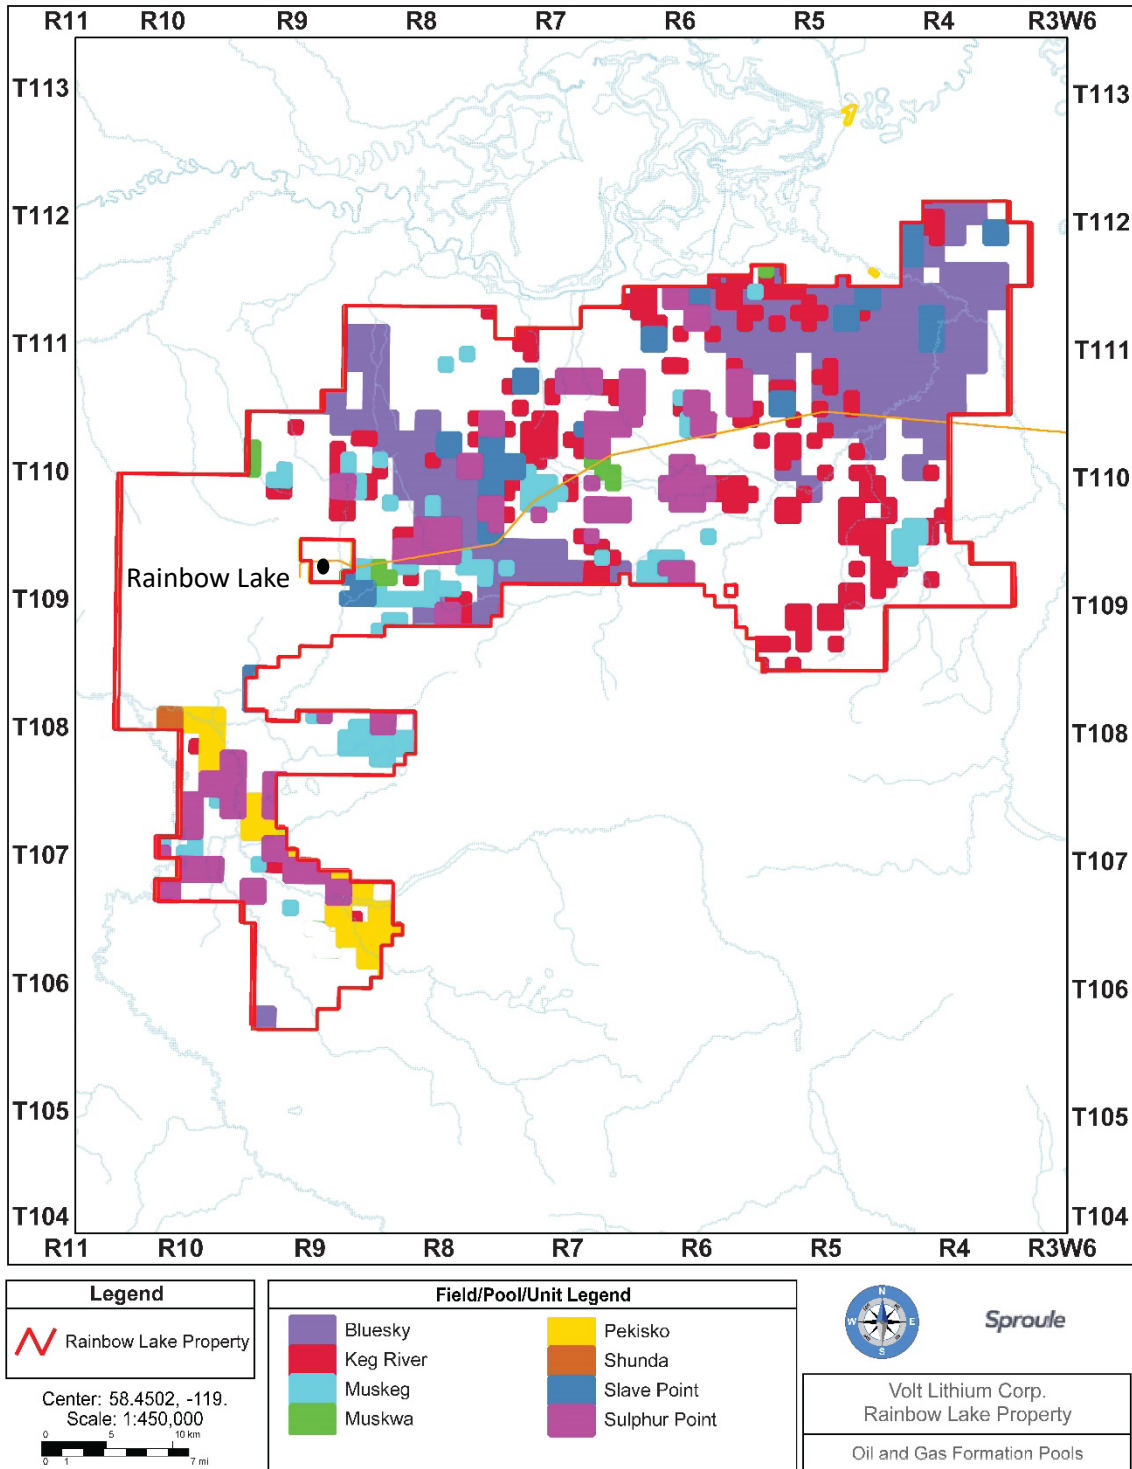 R11 R10 R9 R8 R7 R6 R5 R4 R3W6
T113 T113
T112 T112
T111 T111
T110 T110
Rainbow Lake
T109 T109
T108 T108
T107 T107
T106 T106
T105 T105
T104 T104
R11 R10 R9 R8 R7 R6 R5 R4 R3W6
Legend
Rainbow Lake Property
Center: 58.4502, -119.
Scale: 1:450,000
0 5 10 km
0 1 7 mi
Field/Pool/Unit Legend
Bluesky
Keg River
Muskeg
Muskwa
Pekisko
Shunda
Slave Point
Sulphur Point
N
W E
S
Sproule
Volt Lithium Corp.
Rainbow Lake Property
Oil and Gas Formation Pools